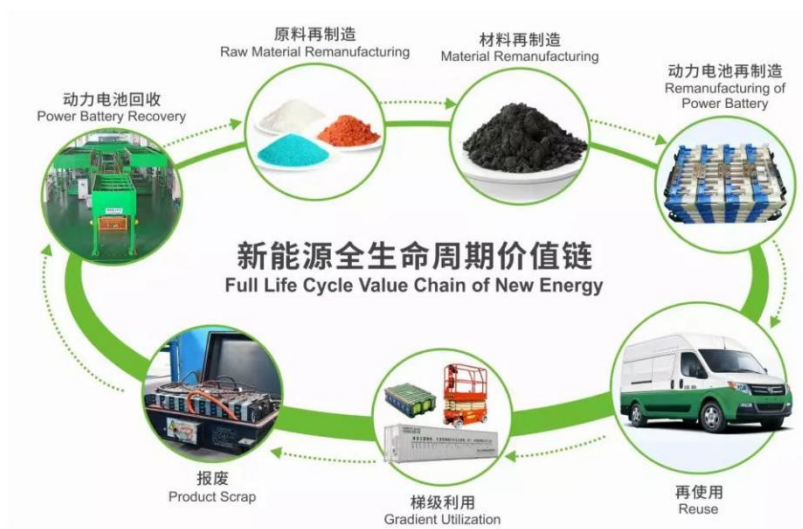 原料再制造
Raw Material Remanufacturing
材料再制造
Material Remanufacturing
动力电池回收
Power Battery Recovery
动力电池再制造
Remanufacturing of
Power Battery
新能源全生命周期价值链
Full Life Cycle Value Chain of New Energy
报废
Product Scrap
梯级利用
Gradient Utilization
再使用
Reuse